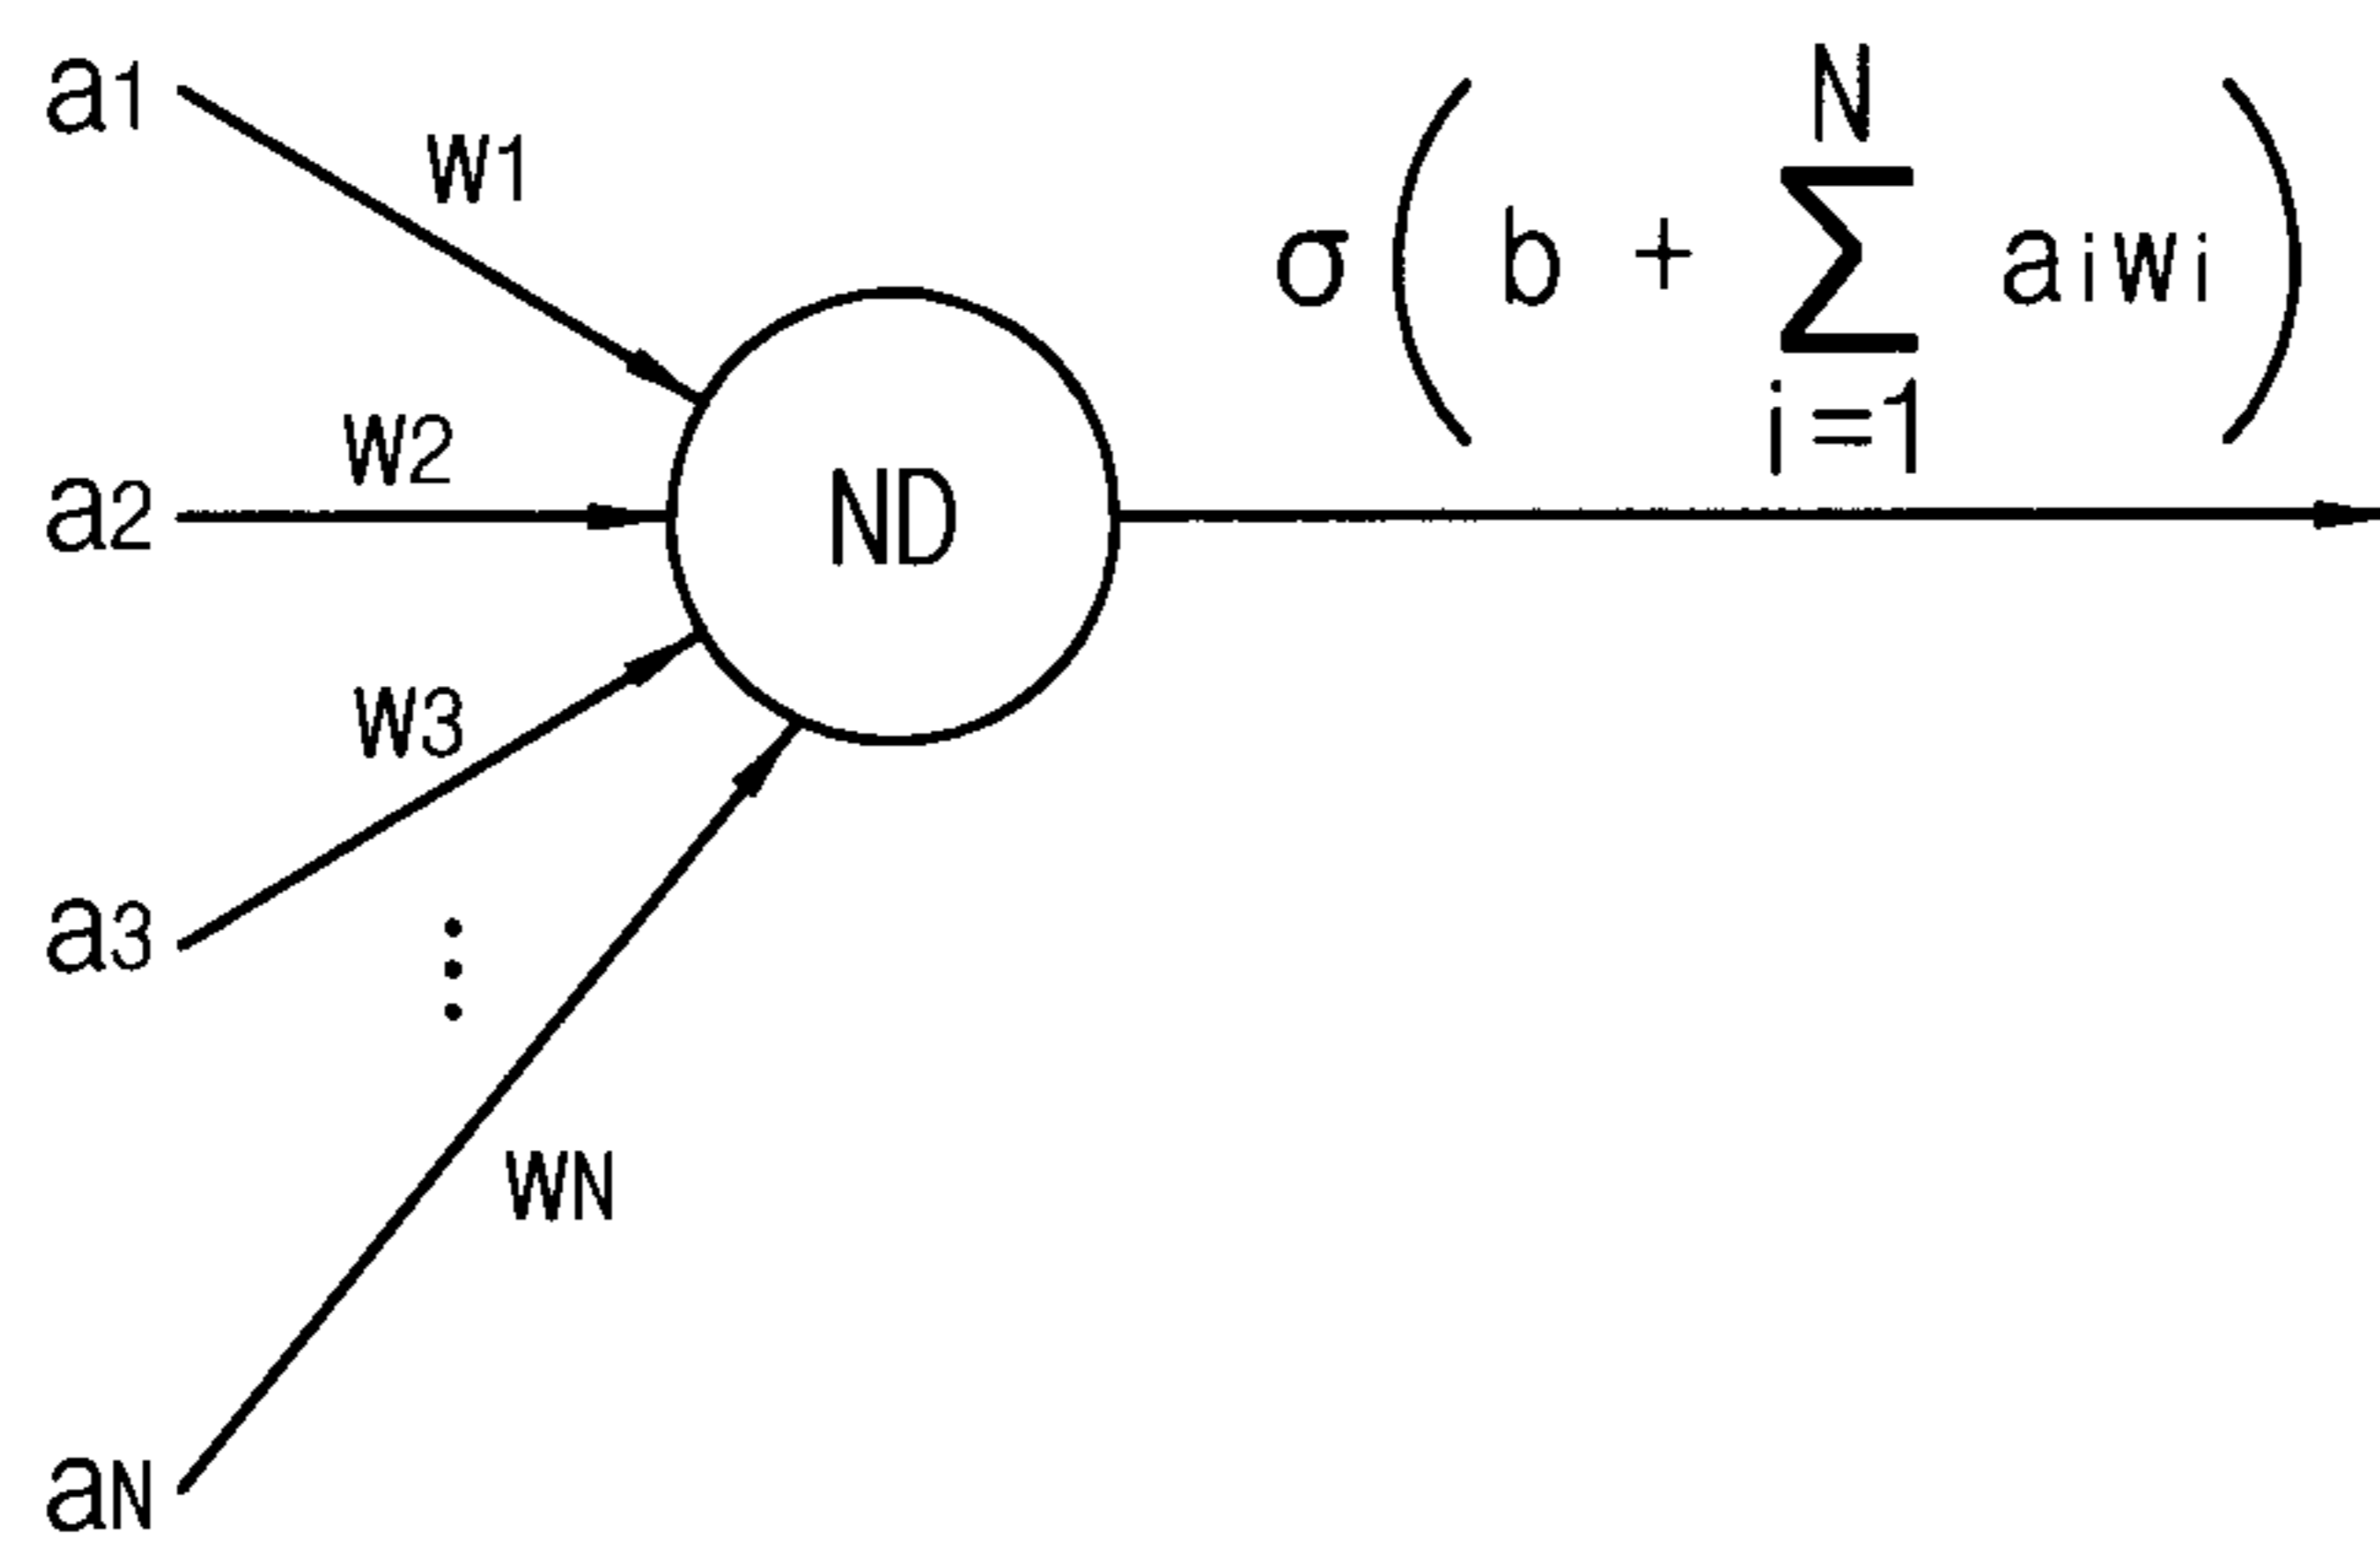 a1
w1
σ ( b + N ∑ i=1 aiwi )
w2
a2
ND
w3
a3
⋮
wN
aN